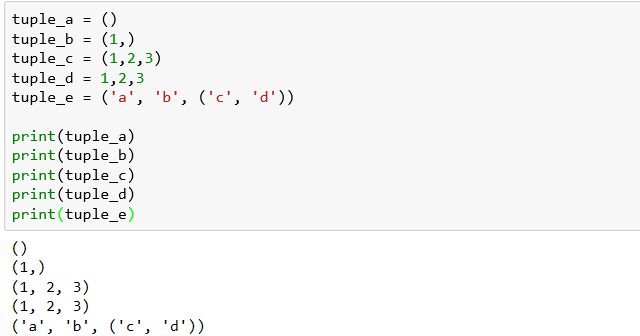 tuple_a = ()
tuple_b = (1,)
tuple_c = (1,2,3)
tuple_d = 1,2,3
tuple_e = ('a', 'b', ('c', 'd'))
print(tuple_a)
print(tuple_b)
print(tuple_c)
print(tuple_d)
print(tuple_e)
()
(1,)
(1, 2, 3)
(1, 2, 3)
('a', 'b', ('c', 'd'))